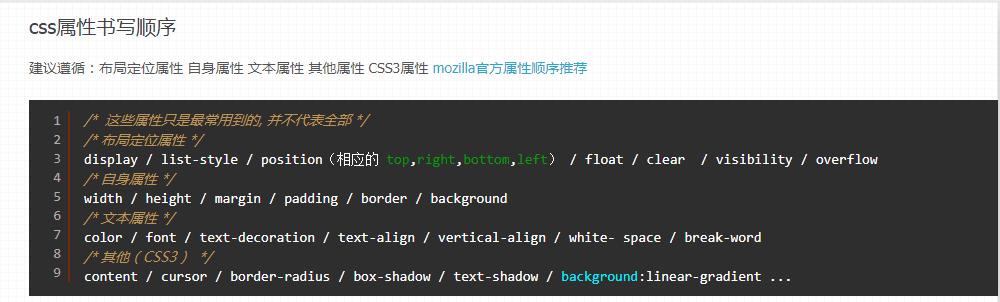 css属性书写顺序
建议遵循：布局定位属性 自身属性 文本属性 其他属性 CSS3属性 mozilla官方属性顺序推荐
1 /* 这些属性只是最常用到的, 并不代表全部 */
2 /* 布局定位属性 */
3 display / list-style / position（相应的 top,right,bottom,left） / float / clear  / visibility / overflow
4 /* 自身属性 */
5 width / height / margin / padding / border / background
6 /* 文本属性 */
7 color / font / text-decoration / text-align / vertical-align / white- space / break-word
8 /* 其他（ CSS3 ） */
9 content / cursor / border-radius / box-shadow / text-shadow / background:linear-gradient ...